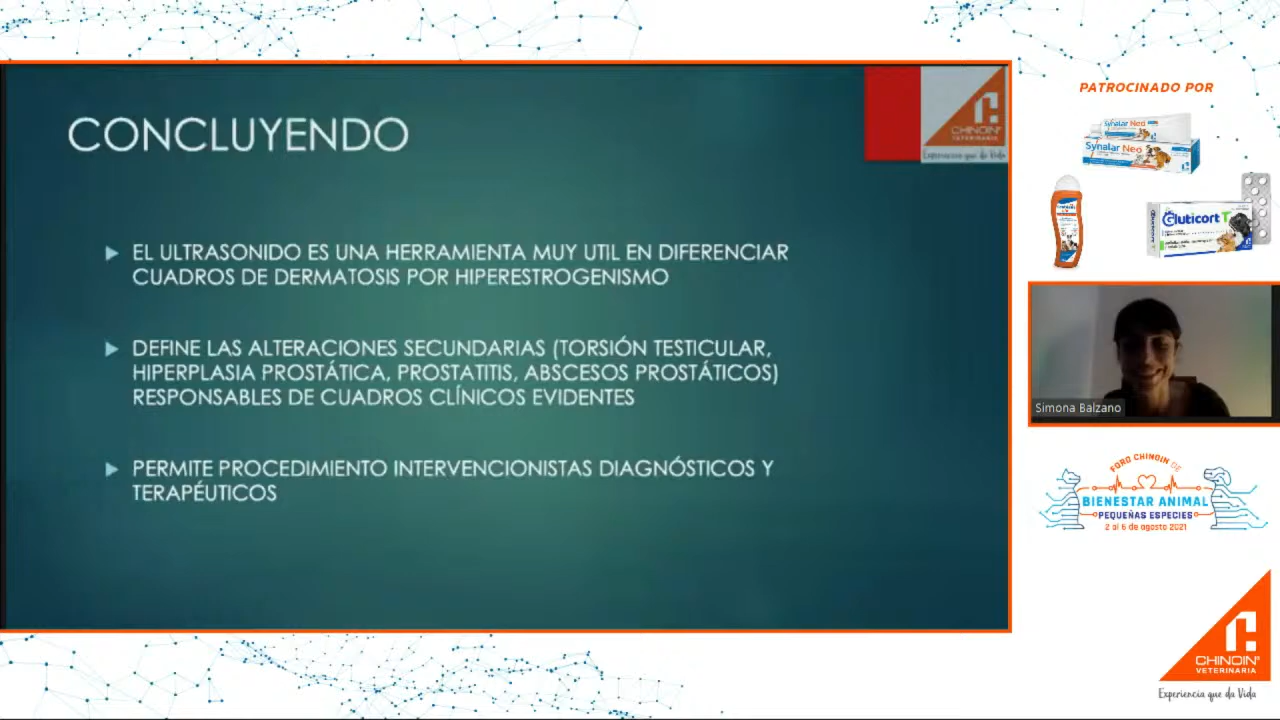 CONCLUYENDO
CHINOIN
VETERINARIA
Experiencia que da Vida
EL ULTRASONIDO ES UNA HERRAMIENTA MUY UTIL EN DIFERENCIAR
CUADROS DE DERMATOSIS POR HIPERESTROGENISMO
DEFINE LAS ALTERACIONES SECUNDARIAS (TORSIÓN TESTICULAR,
HIPERPLASIA PROSTÁTICA, PROSTATITIS, ABSCESOS PROSTÁTICOS)
RESPONSABLES DE CUADROS CLÍNICOS EVIDENTES
PERMITE PROCEDIMIENTO INTERVENCIONISTAS DIAGNÓSTICOS Y
TERAPÉUTICOS
PATROCINADO POR
Synalar Neo
Synalar Neo
Gluticort T
Simona Balzano
FORO CHINOIN DE
BIENESTAR ANIMAL
PEQUEÑAS ESPECIES
2 al 6 de agosto 2021
CHINOIN®
VETERINARIA
Experiencia que da Vida